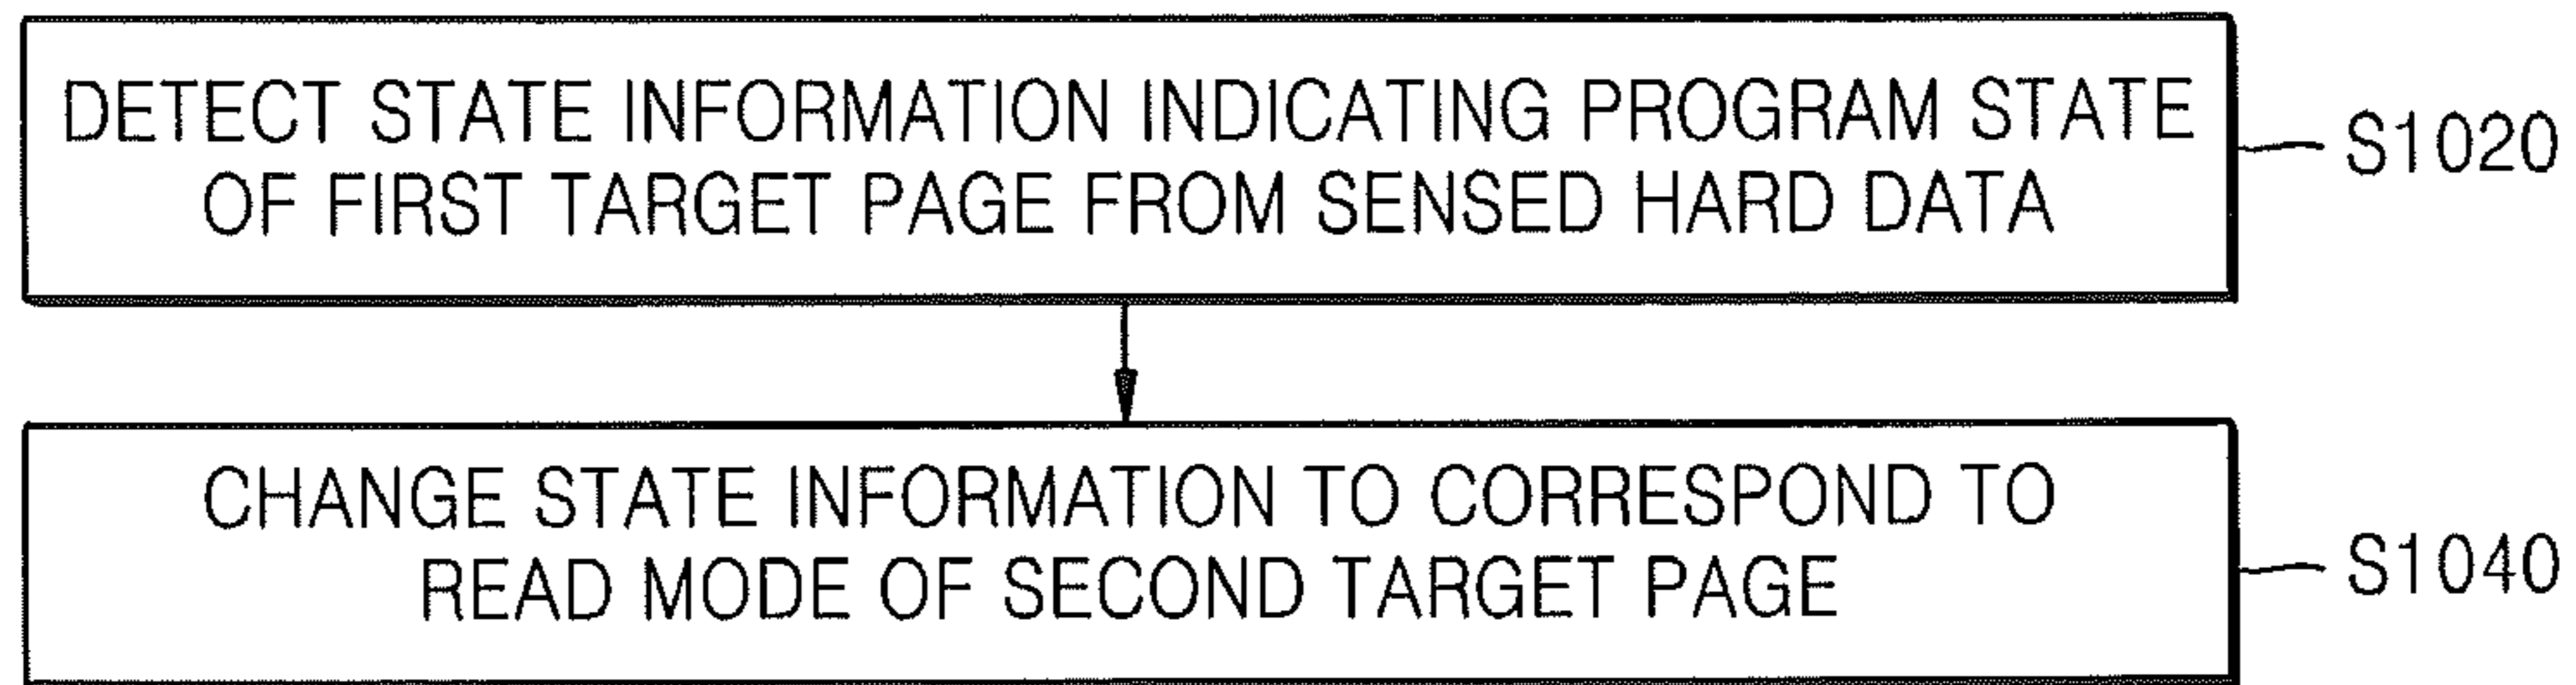 DETECT STATE INFORMATION INDICATING PROGRAM STATE
OF FIRST TARGET PAGE FROM SENSED HARD DATA
S1020
CHANGE STATE INFORMATION TO CORRESPOND TO
READ MODE OF SECOND TARGET PAGE
S1040